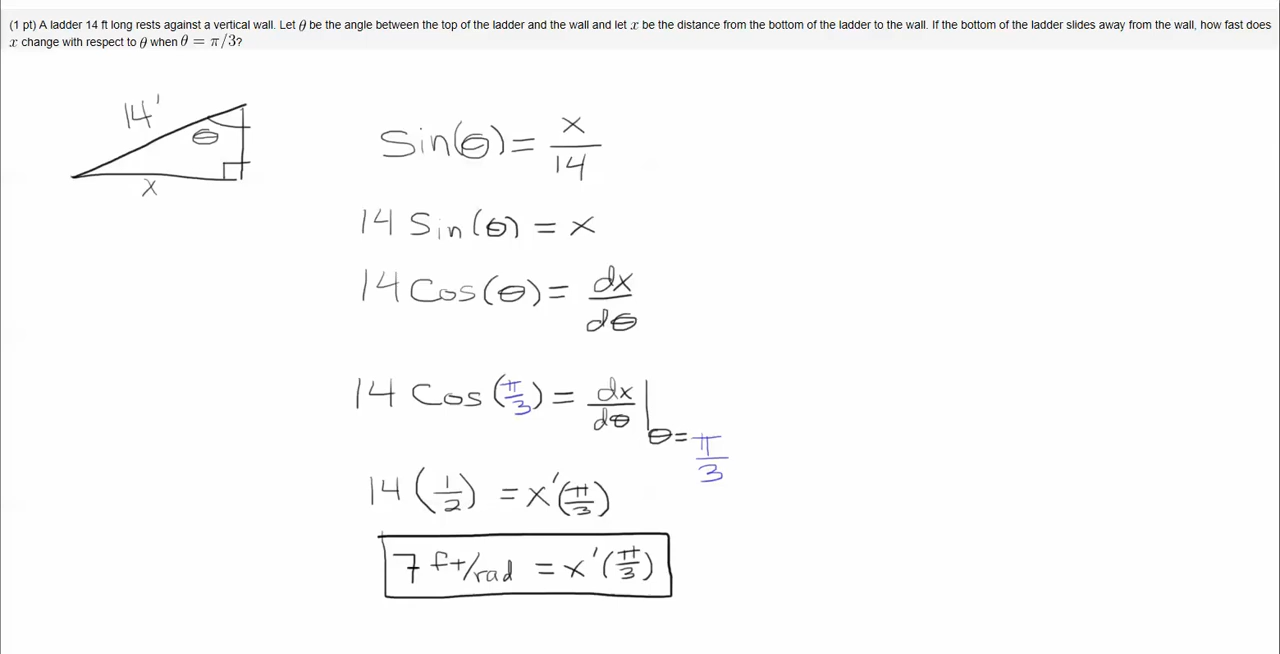 (1 pt) A ladder 14 ft long rests against a vertical wall. Let θ be the angle between the top of the ladder and the wall and let x be the distance from the bottom of the ladder to the wall. If the bottom of the ladder slides away from the wall, how fast does
x change with respect to θ when θ = π/3?
14'
θ
x
Sin(θ) = x/14
14 Sin(θ) = x
14 Cos(θ) = dx/dθ
14 Cos(π/3) = dx/dθ |θ = π/3
14 (1/2) = x'(π/3)
7 ft/rad = x'(π/3)